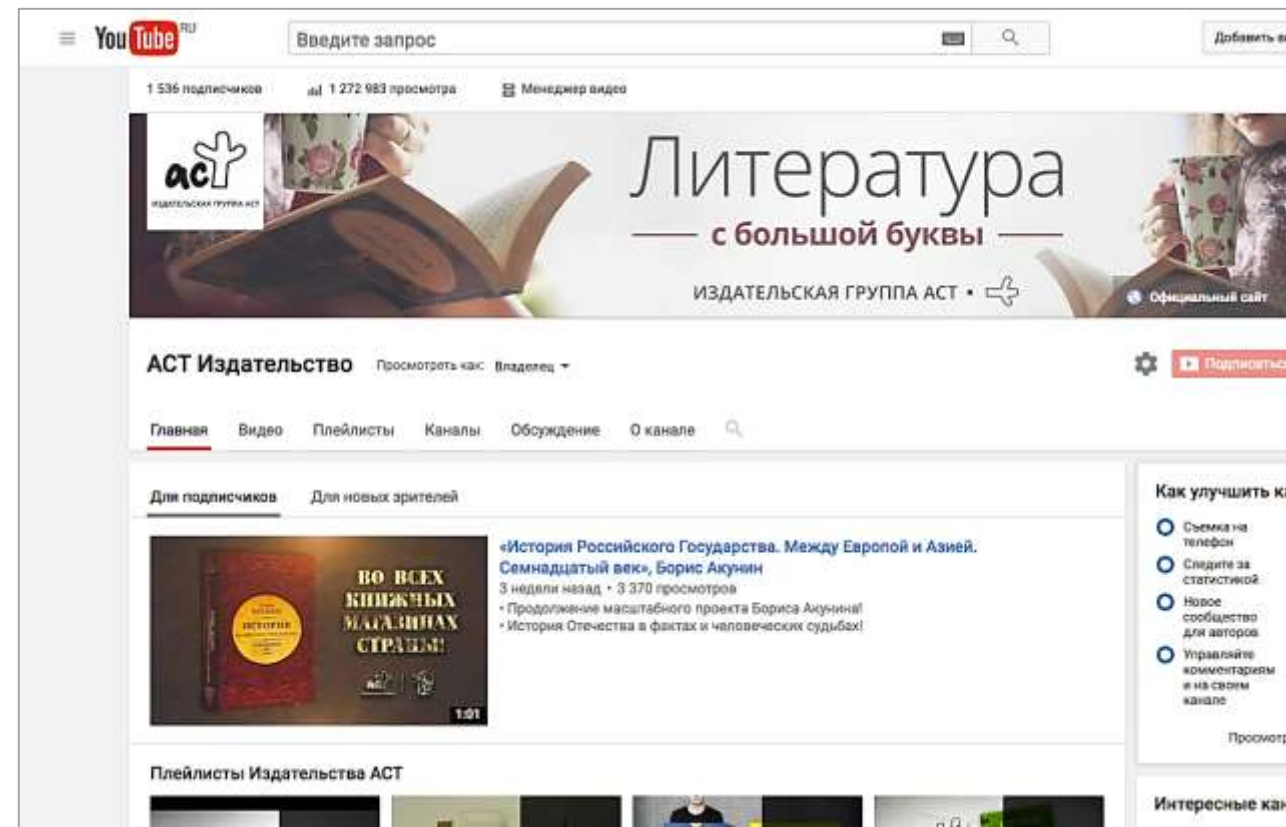 YouTube RU
Введите запрос
Добавить в
1 536 подписчиков
1 272 983 просмотра
Менеджер видео
аст
ИЗДАТЕЛЬСКАЯ ГРУППА АСТ
Литература
с большой буквы
ИЗДАТЕЛЬСКАЯ ГРУППА АСТ •
Официальный сайт
АСТ Издательство
Просмотреть как: Владелец
Подписаться
Главная Видео Плейлисты Каналы Обсуждение О канале
Для подписчиков Для новых зрителей
ИСТОРИЯ
ВО ВСЕХ
КНИЖНЫХ
МАГАЗИНАХ
СТРАНЫ!
аст
1:01
«История Российского Государства. Между Европой и Азией.
Семнадцатый век», Борис Акунин
3 недели назад • 3 370 просмотров
• Продолжение масштабного проекта Бориса Акунина!
• История Отечества в фактах и человеческих судьбах!
Как улучшить ка
Съемка на
телефон
Следите за
статистикой
Новое
сообщество
для авторов
Управляйте
комментариям
и на своем
канале
Просмотр
Плейлисты Издательства АСТ
Интересные кан